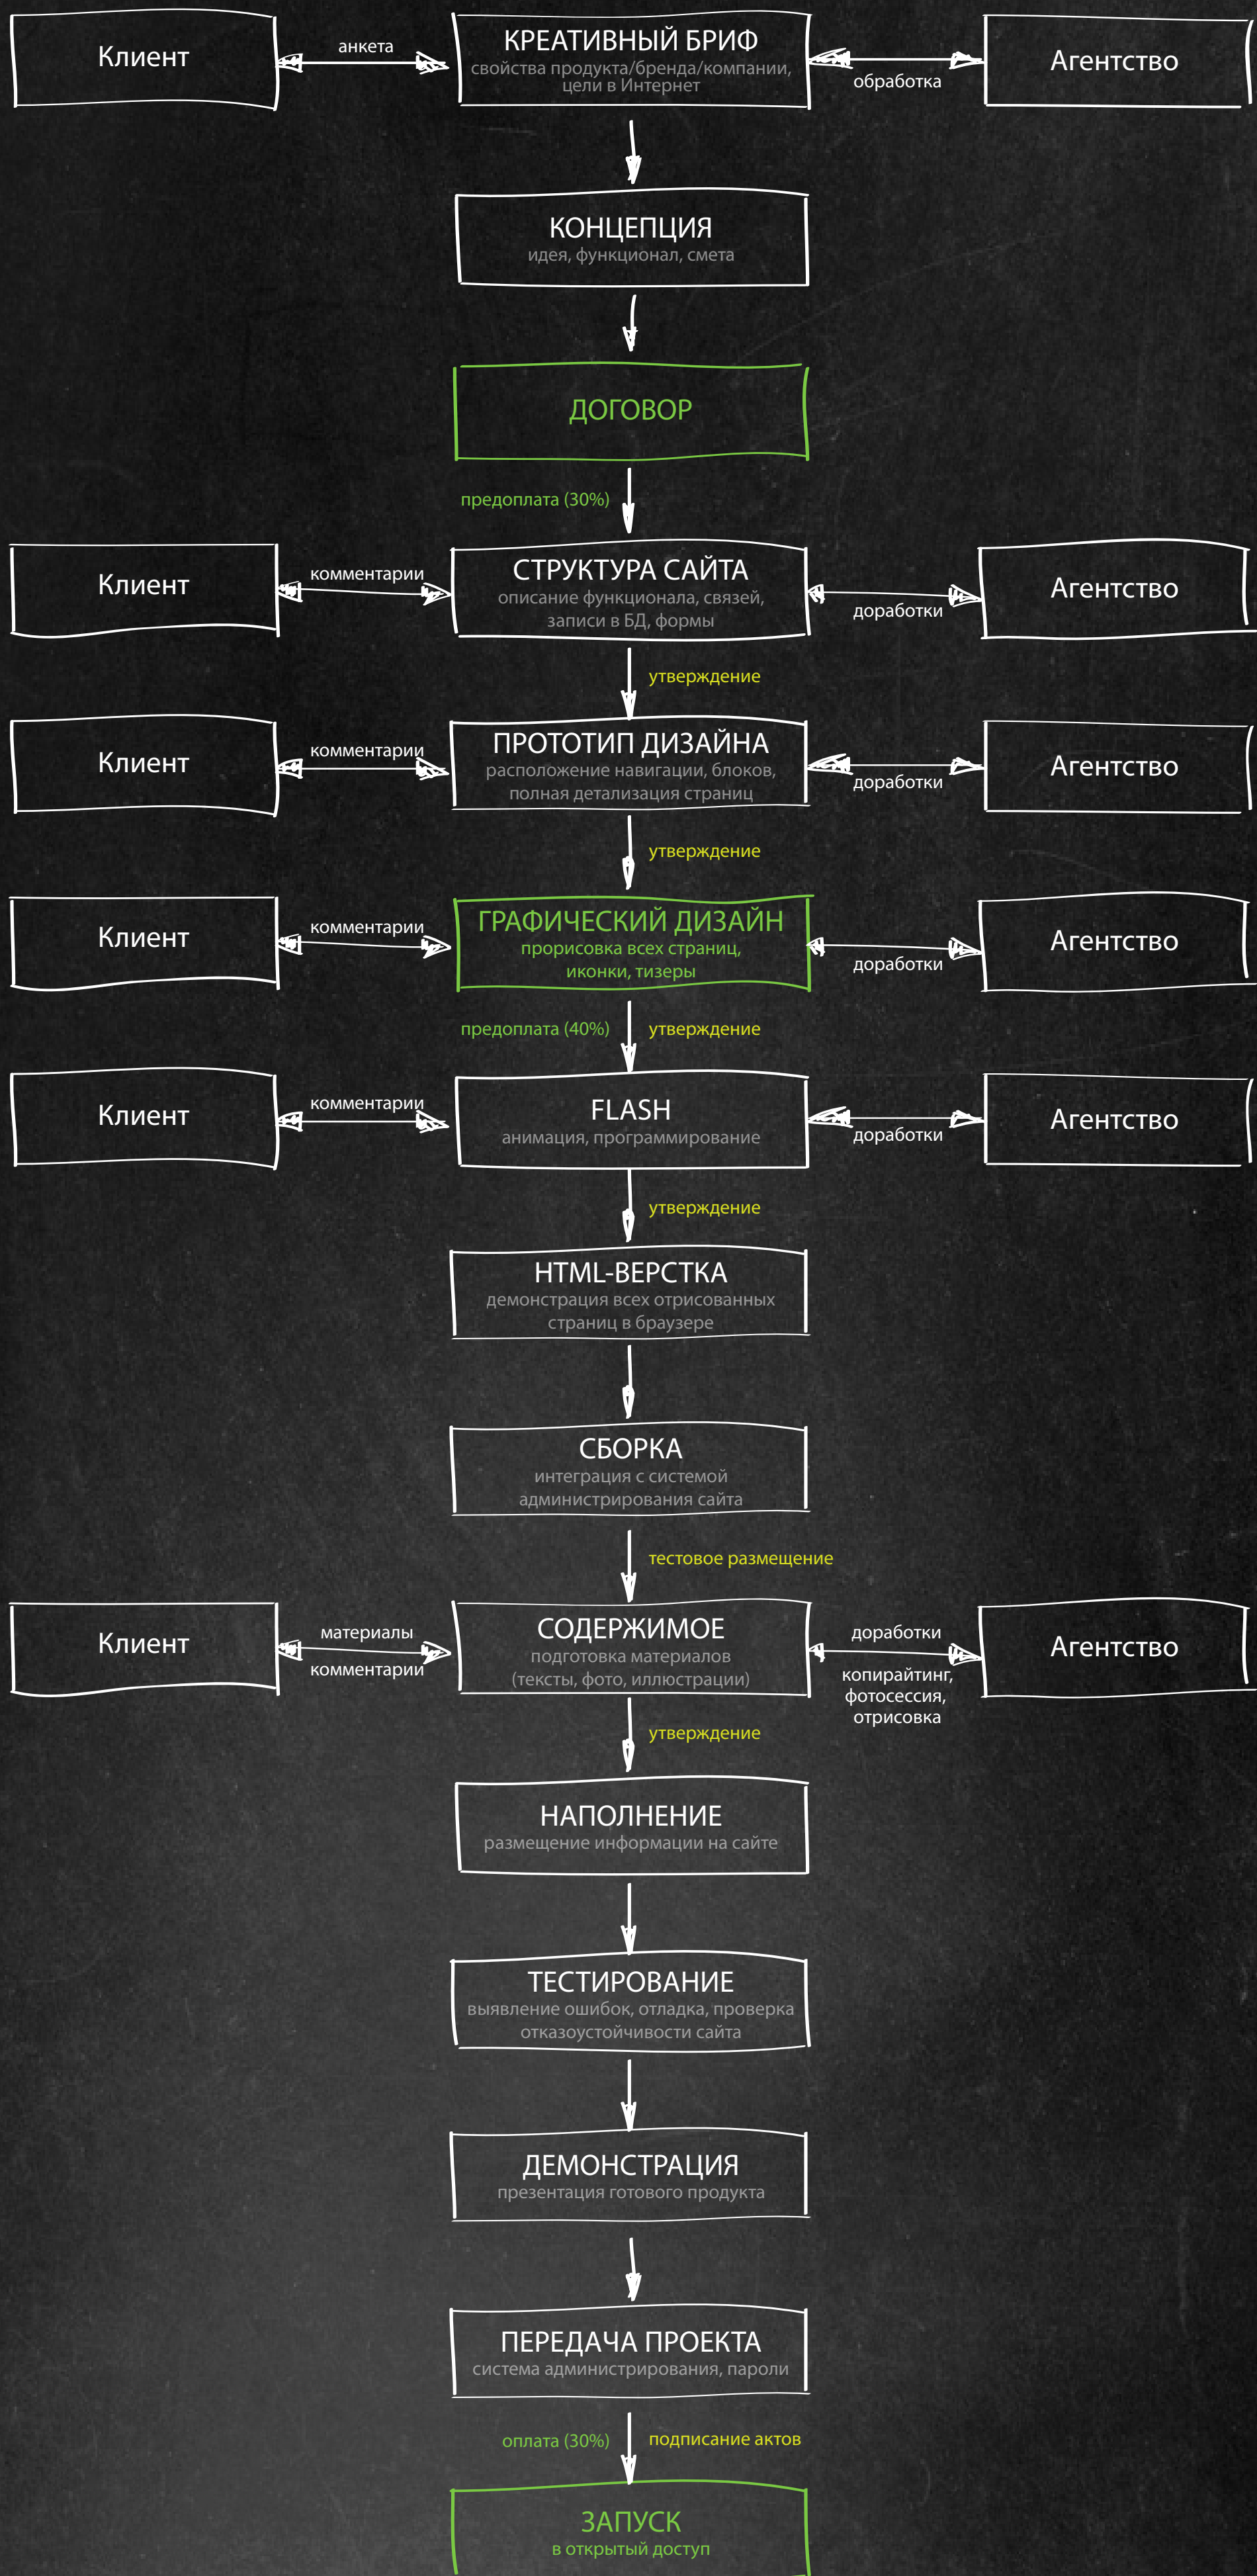 Клиент
анкета
КРЕАТИВНЫЙ БРИФ
свойства продукта/бренда/компании,
цели в Интернет
обработка
Агентство
КОНЦЕПЦИЯ
идея, функционал, смета
ДОГОВОР
предоплата (30%)
Клиент
комментарии
СТРУКТУРА САЙТА
описание функционала, связей,
записи в БД, формы
доработки
Агентство
утверждение
Клиент
комментарии
ПРОТОТИП ДИЗАЙНА
расположение навигации, блоков,
полная детализация страниц
доработки
Агентство
утверждение
Клиент
комментарии
ГРАФИЧЕСКИЙ ДИЗАЙН
прорисовка всех страниц,
иконки, тизеры
доработки
Агентство
предоплата (40%)
утверждение
Клиент
комментарии
FLASH
анимация, программирование
доработки
Агентство
утверждение
HTML-ВЕРСТКА
демонстрация всех отрисованных
страниц в браузере
СБОРКА
интеграция с системой
администрирования сайта
тестовое размещение
Клиент
материалы
комментарии
СОДЕРЖИМОЕ
подготовка материалов
(тексты, фото, иллюстрации)
доработки
копирайтинг,
фотосессия,
отрисовка
Агентство
утверждение
НАПОЛНЕНИЕ
размещение информации на сайте
ТЕСТИРОВАНИЕ
выявление ошибок, отладка, проверка
отказоустойчивости сайта
ДЕМОНСТРАЦИЯ
презентация готового продукта
ПЕРЕДАЧА ПРОЕКТА
система администрирования, пароли
оплата (30%)
подписание актов
ЗАПУСК
в открытый доступ